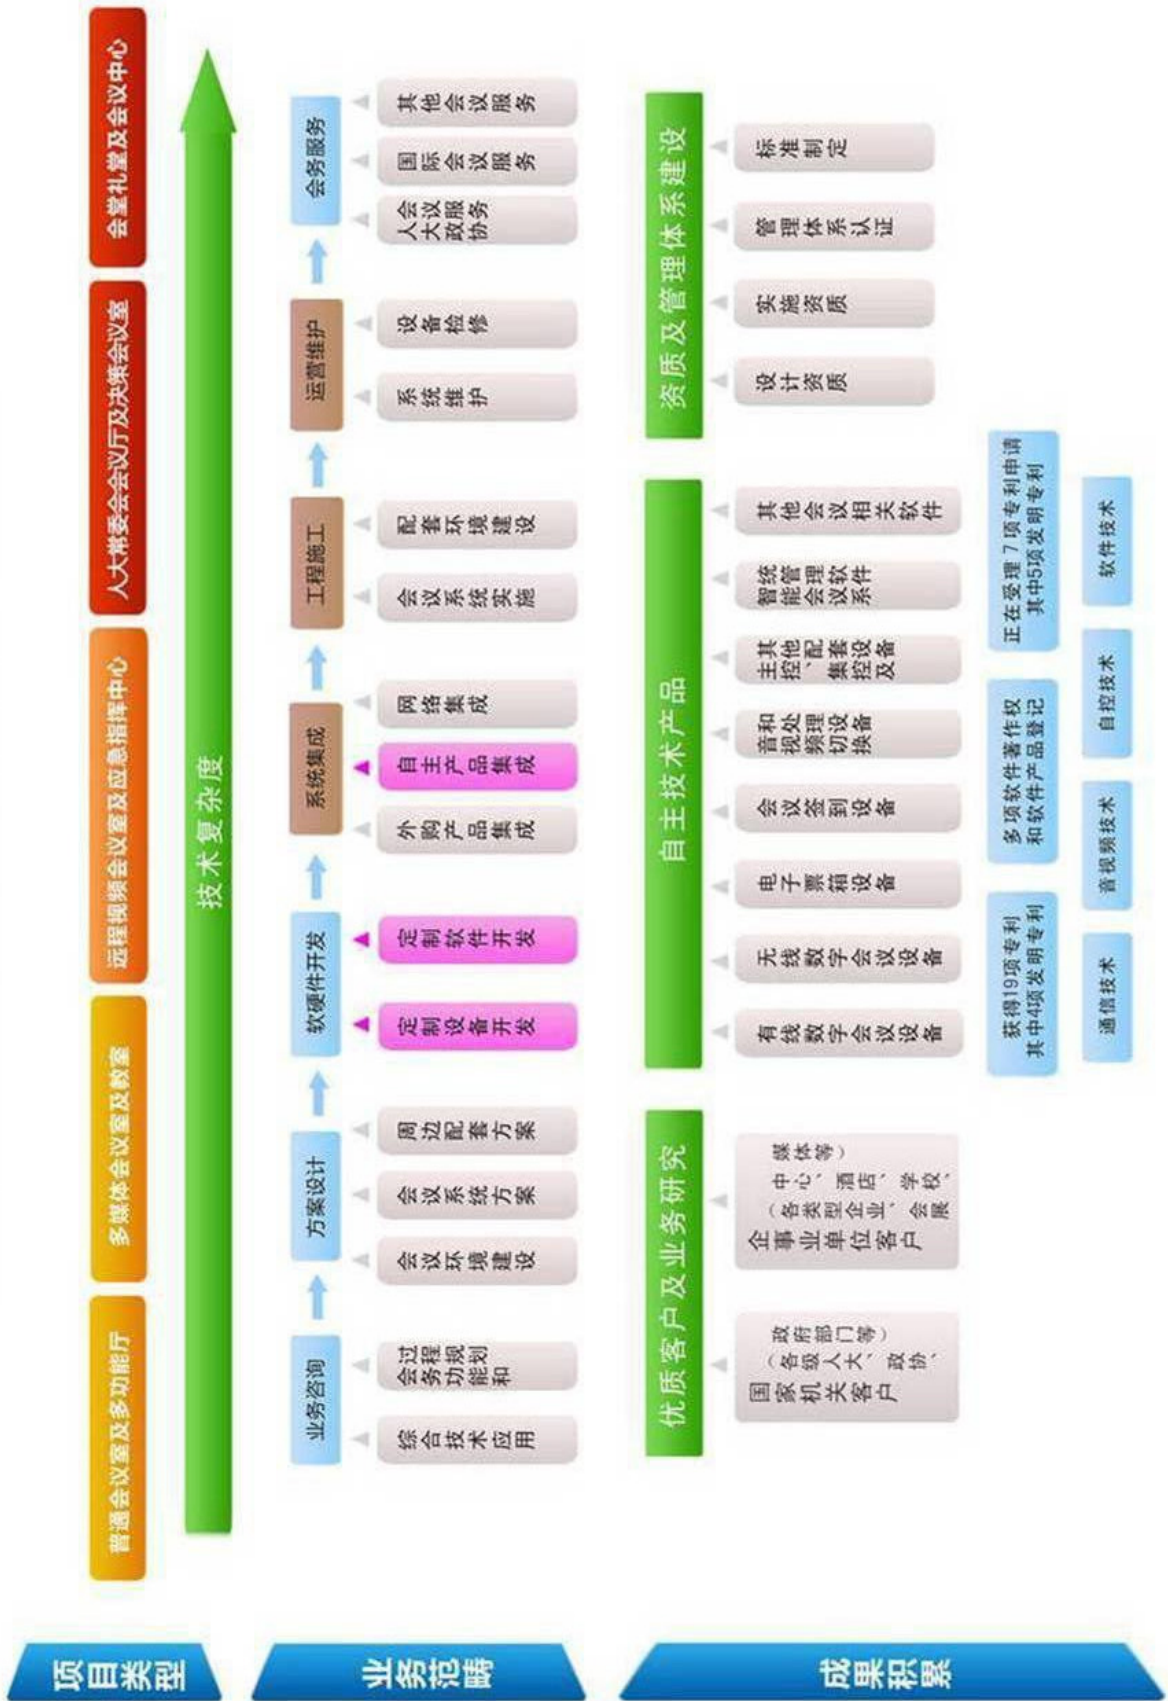 项目类型
普通会议室及多功能厅
多媒体会议室及教室
远程视频会议室及应急指挥中心
人大常委会会议厅及决策会议室
会堂礼堂及会议中心
技术复杂度
业务范畴
业务咨询
方案设计
软硬件开发
系统集成
工程施工
运营维护
会务服务
综合技术应用
会务功能和
过程规划
会议环境建设
会议系统方案
周边配套方案
定制设备开发
定制软件开发
外购产品集成
自主产品集成
网络集成
会议系统实施
配套环境建设
系统维护
设备检修
人大政协
会议服务
国际会议服务
其他会议服务
成果积累
优质客户及业务研究
自主技术产品
资质及管理体系建设
国家机关客户
（各级人大、政协、
政府部门等）
企事业单位客户
（各类型企业、会展
中心、酒店、学校、
媒体等）
有线数字会议设备
无线数字会议设备
电子票箱设备
会议签到设备
音视频切换
和处理设备
主控、集控及
其他配套设备
智能会议系
统管理软件
其他会议相关软件
设计资质
实施资质
管理体系认证
标准制定
获得19项专利
其中4项发明专利
多项软件著作权
和软件产品登记
正在受理７项专利申请
其中5项发明专利
通信技术
音视频技术
自控技术
软件技术